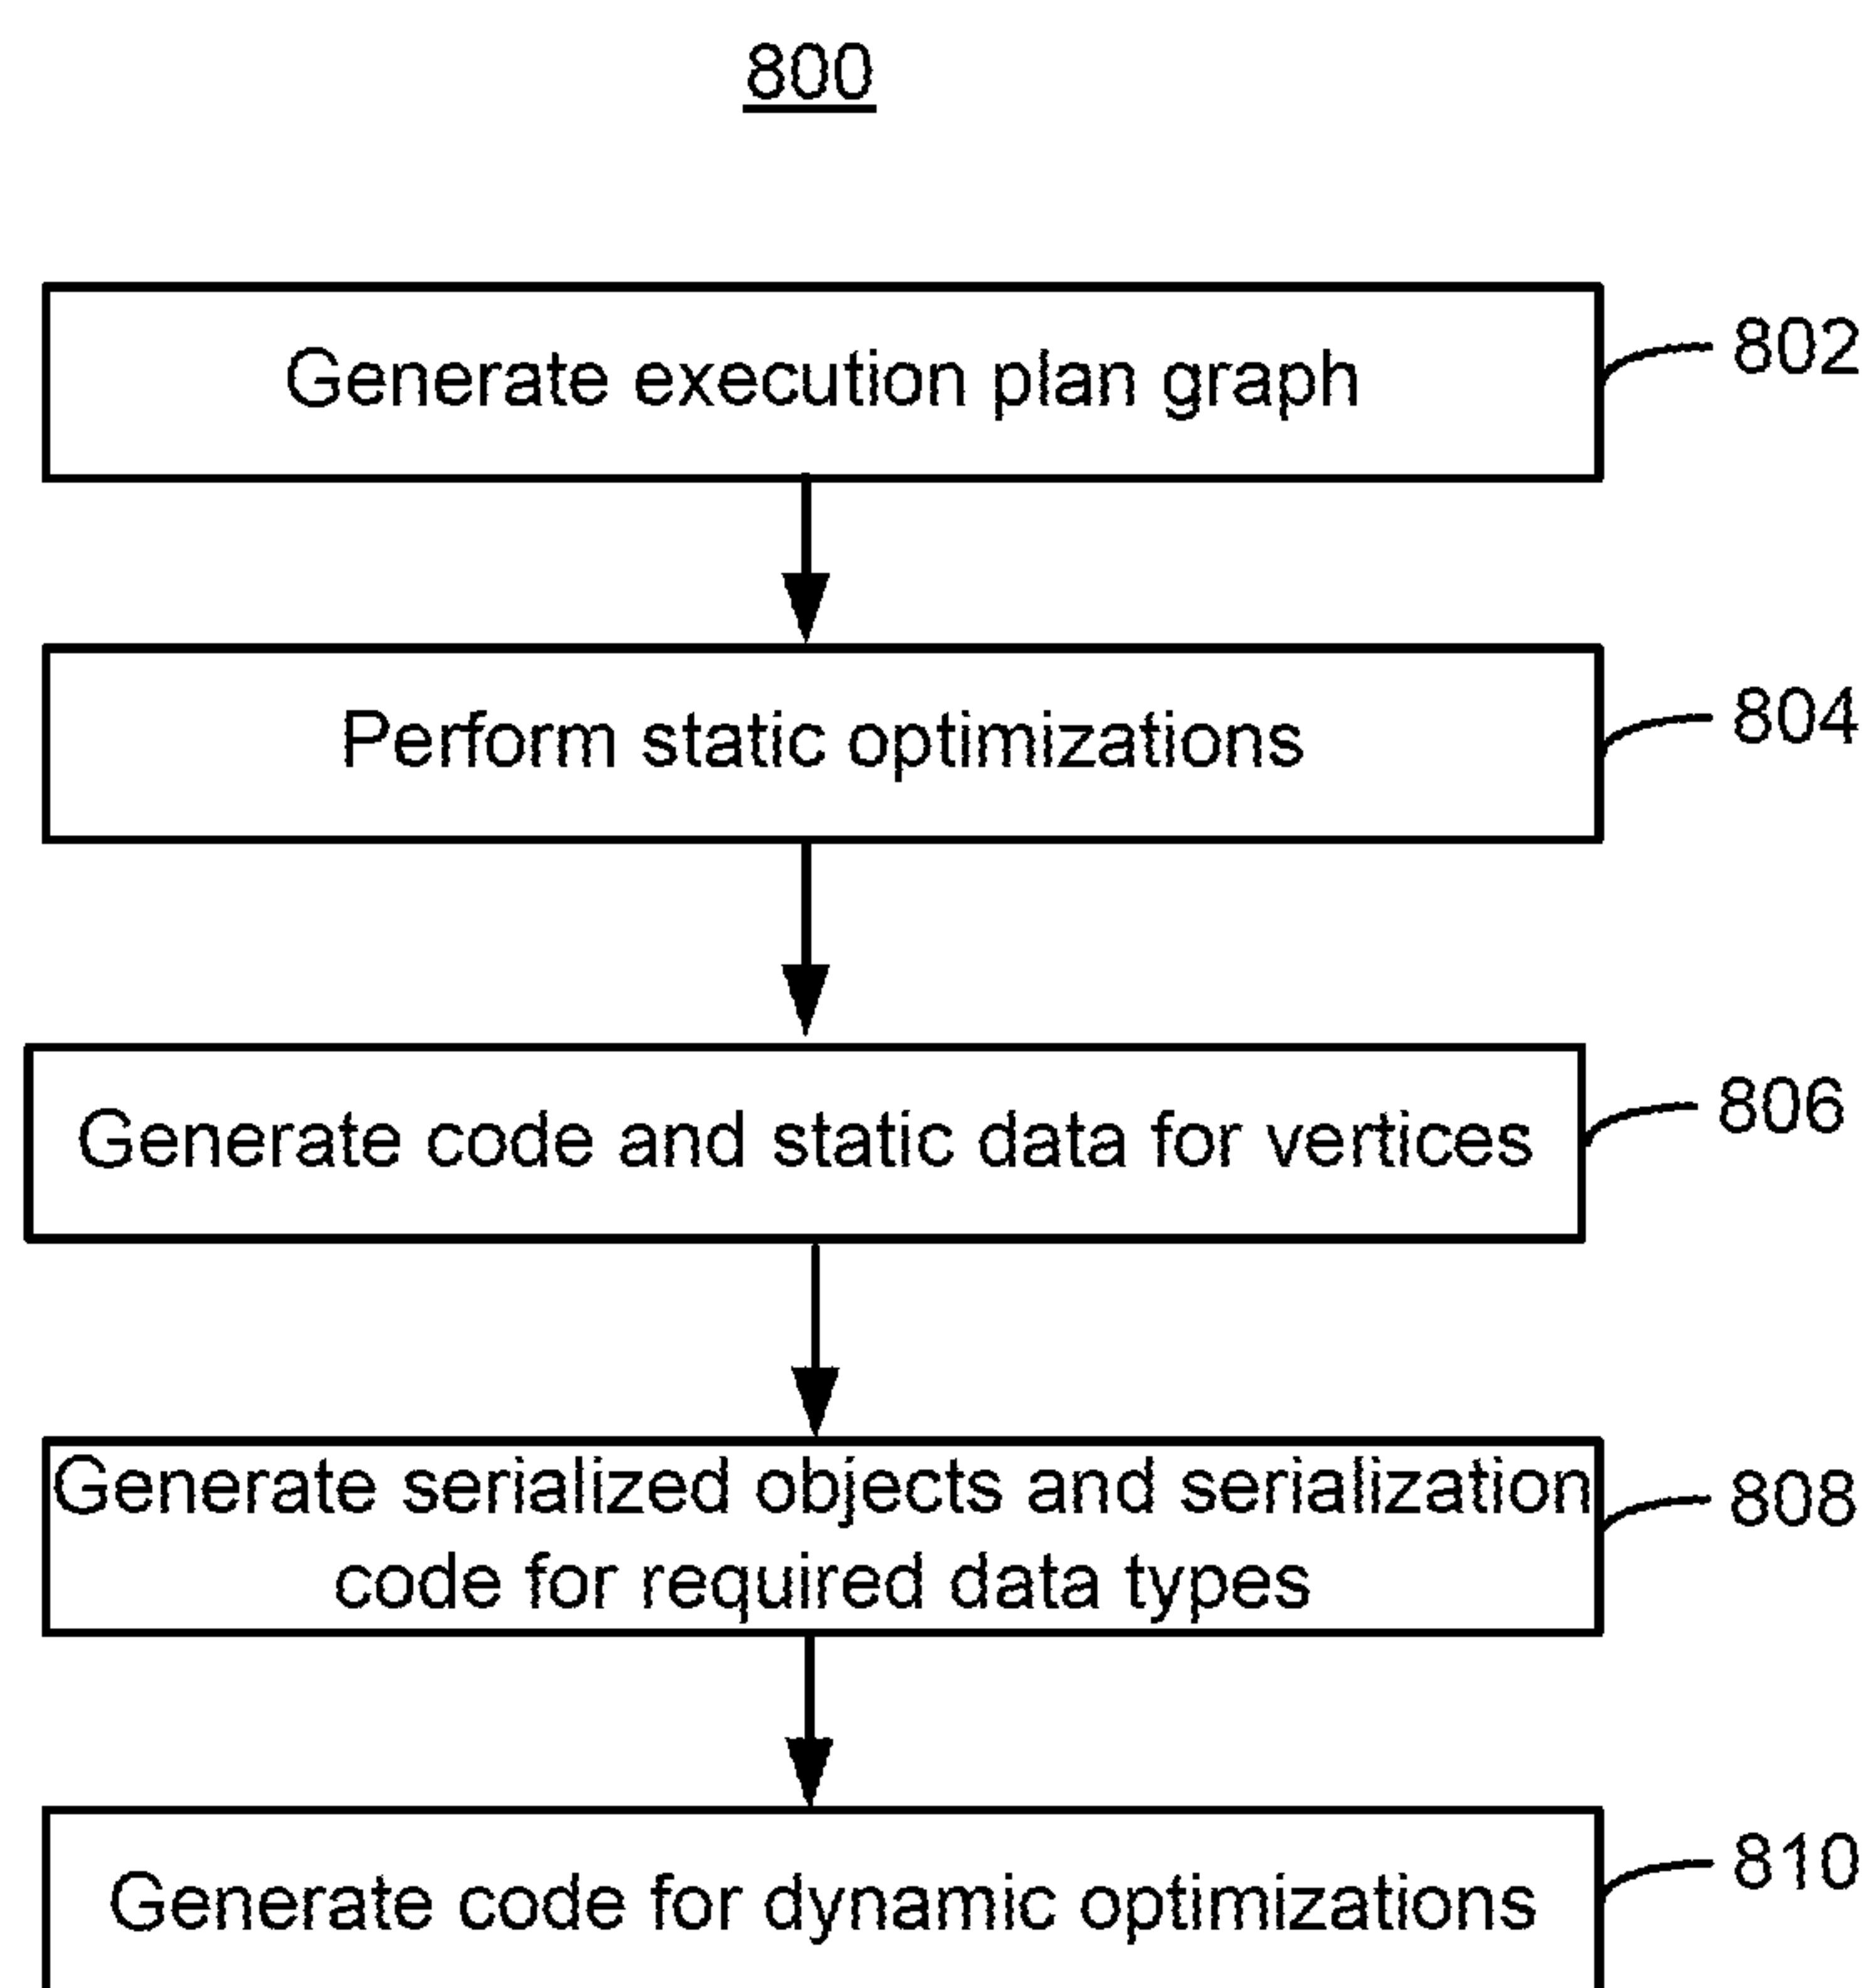 800
Generate execution plan graph
802
Perform static optimizations
804
Generate code and static data for vertices
806
Generate serialized objects and serialization
code for required data types
808
Generate code for dynamic optimizations
810